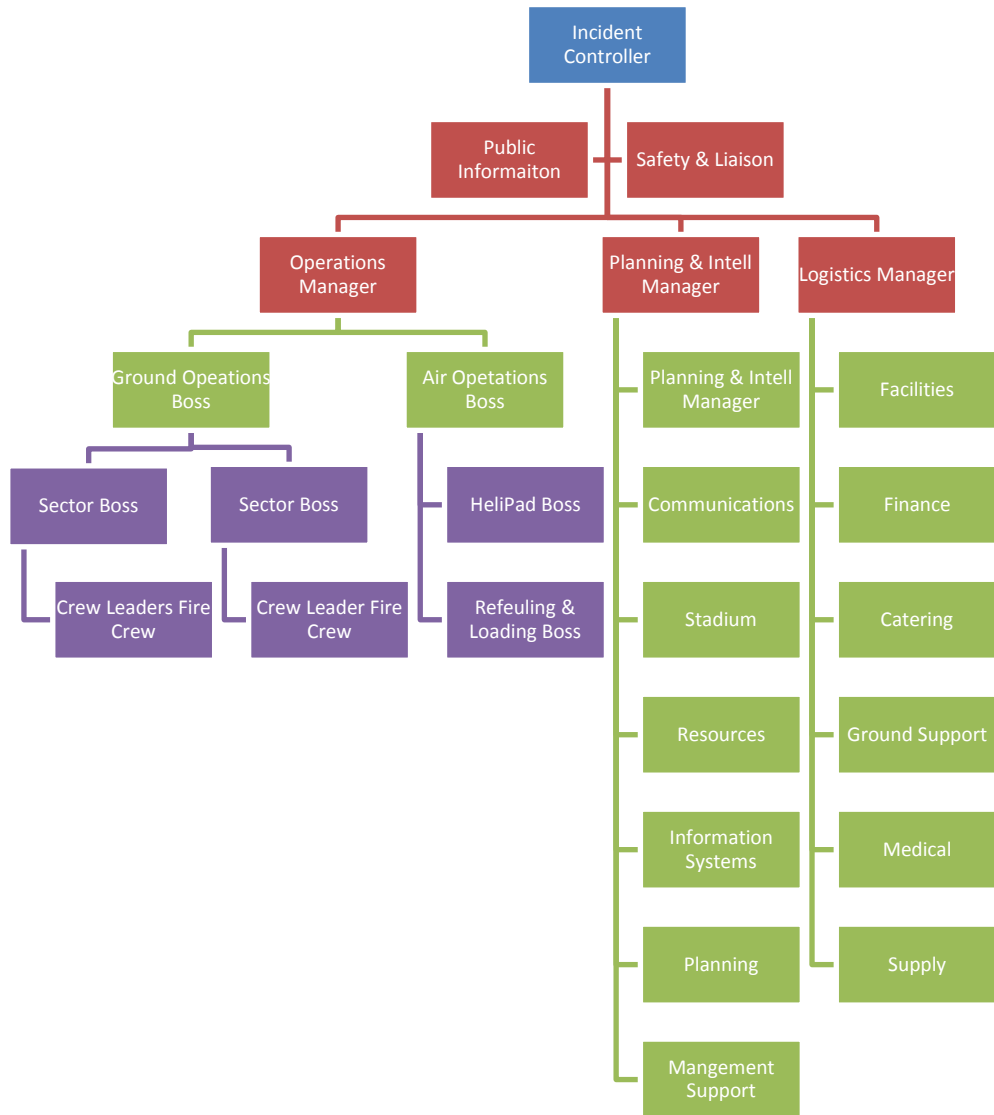 Incident
Controller
Public
Informaiton
Safety & Liaison
Operations
Manager
Planning & Intell
Manager
Logistics Manager
Ground Opeations
Boss
Air Opetations
Boss
Planning & Intell
Manager
Facilities
Sector Boss
Sector Boss
HeliPad Boss
Communications
Finance
Crew Leaders Fire
Crew
Crew Leader Fire
Crew
Refeuling &
Loading Boss
Stadium
Catering
Resources
Ground Support
Information
Systems
Medical
Planning
Supply
Mangement
Support